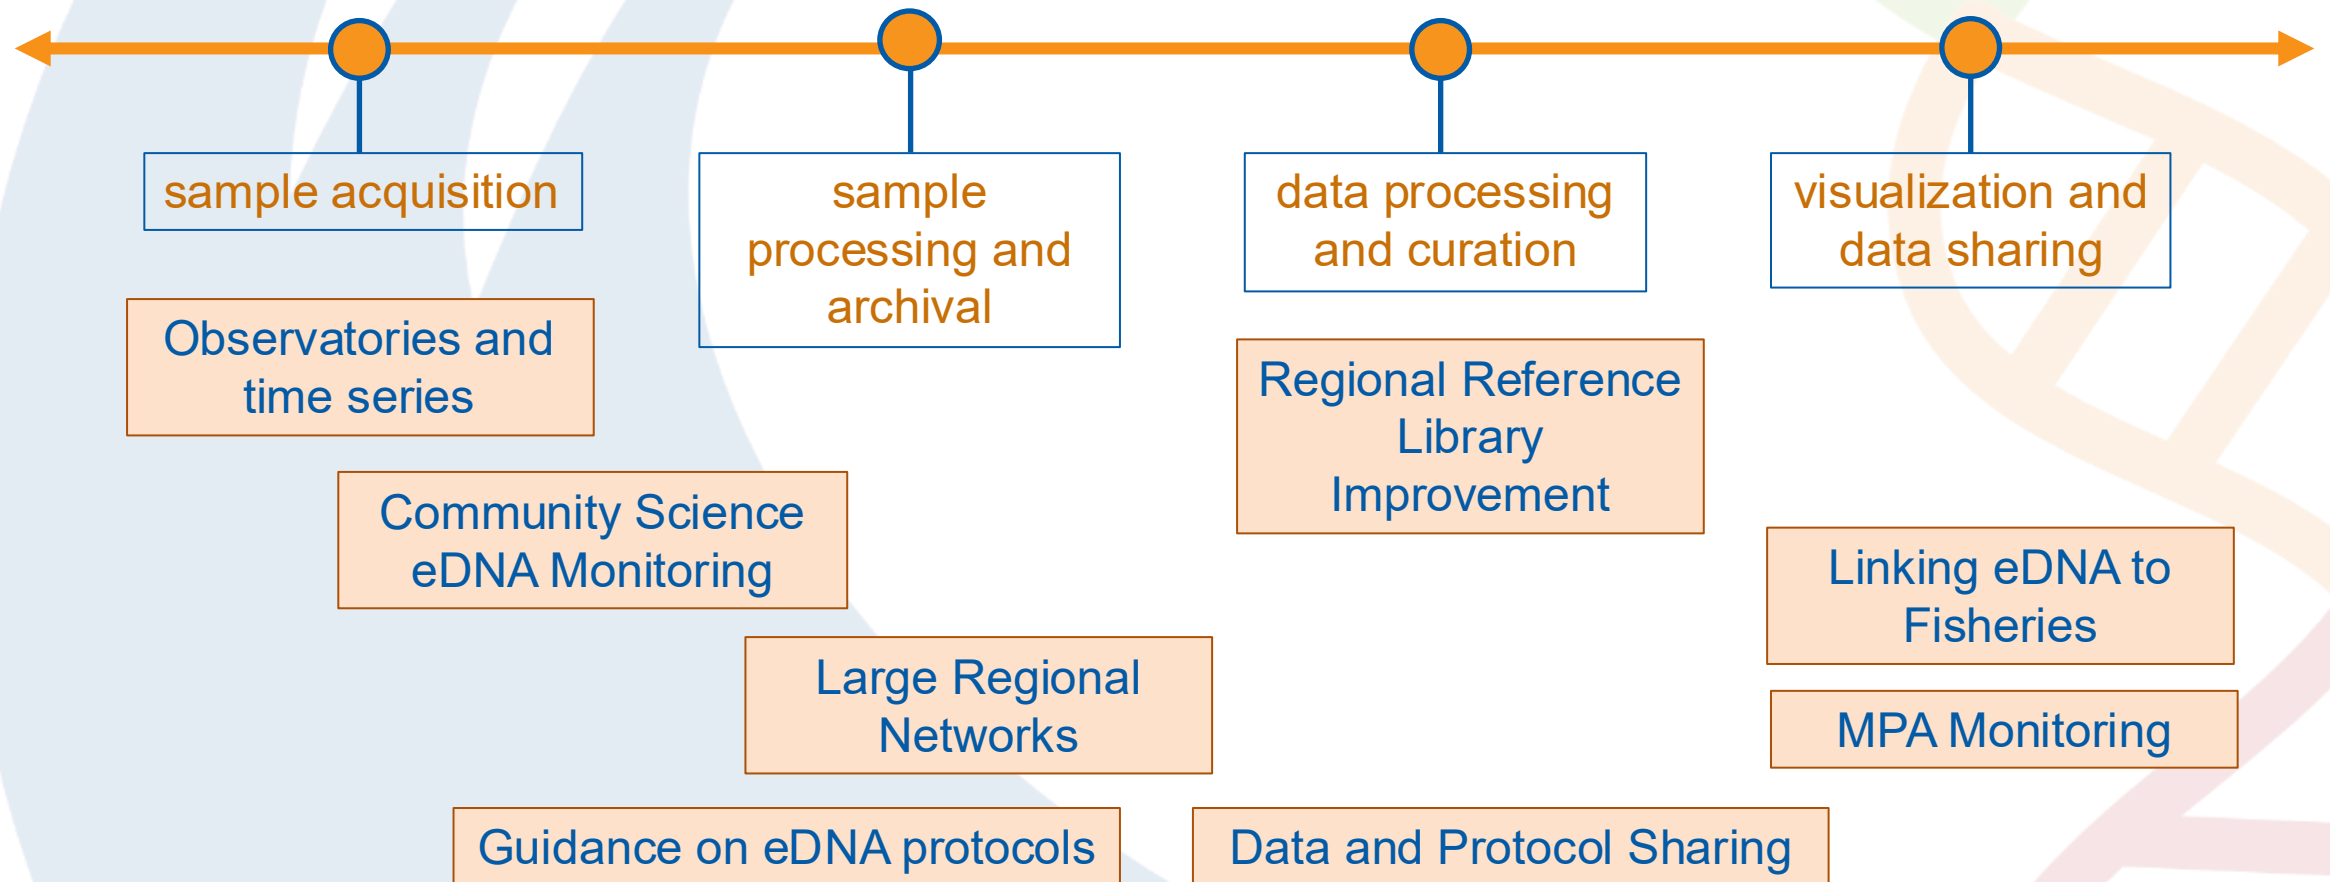 sample acquisition
sample
processing and
archival
data processing
and curation
visualization and
data sharing
Observatories and
time series
Regional Reference
Library
Improvement
Community Science
eDNA Monitoring
Linking eDNA to
Fisheries
Large Regional
Networks
MPA Monitoring
Guidance on eDNA protocols
Data and Protocol Sharing